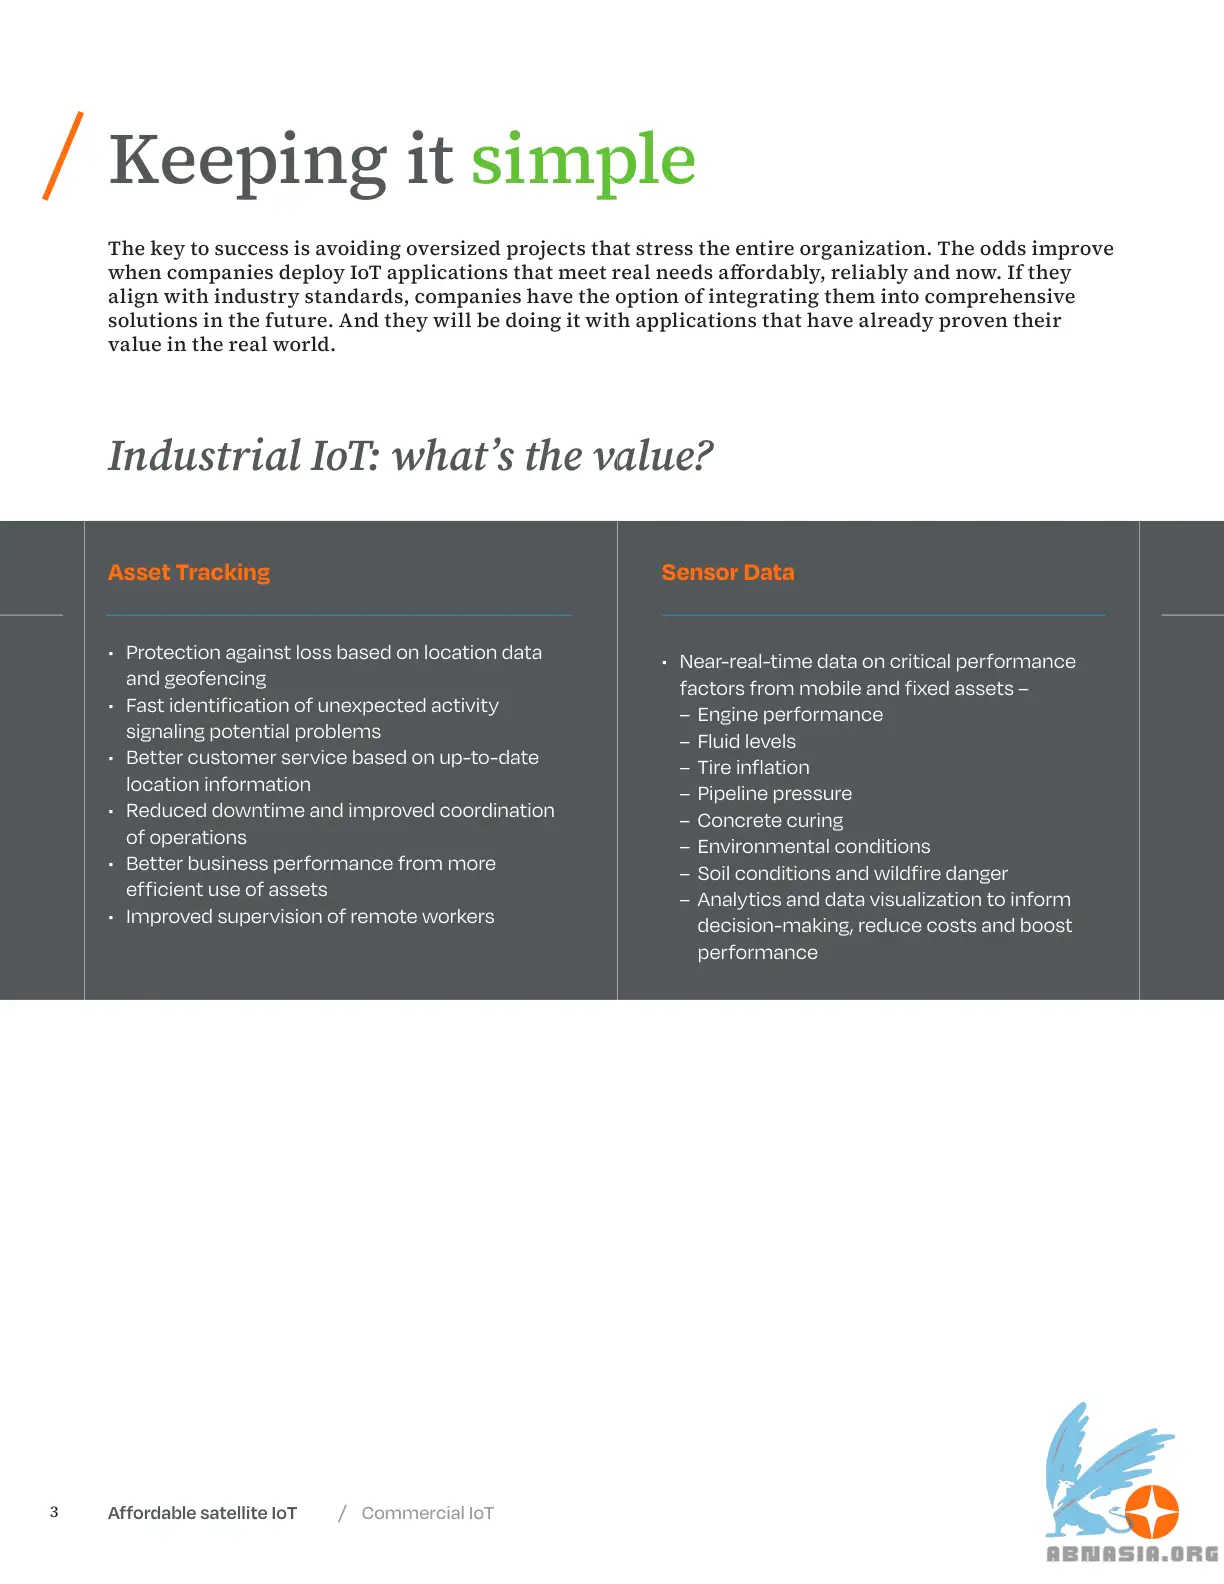 Keeping it simple
The key to success is avoiding oversized projects that stress the entire organization. The odds improve
when companies deploy IoT applications that meet real needs affordably, reliably and now. If they
align with industry standards, companies have the option of integrating them into comprehensive
solutions in the future. And they will be doing it with applications that have already proven their
value in the real world.
Industrial IoT: what's the value?
Asset Tracking
• Protection against loss based on location data
and geofencing
• Fast identification of unexpected activity
signaling potential problems
• Better customer service based on up-to-date
location information
• Reduced downtime and improved coordination
of operations
• Better business performance from more
efficient use of assets
• Improved supervision of remote workers
Sensor Data
• Near-real-time data on critical performance
factors from mobile and fixed assets –
– Engine performance
– Fluid levels
– Tire inflation
– Pipeline pressure
– Concrete curing
– Environmental conditions
– Soil conditions and wildfire danger
– Analytics and data visualization to inform
decision-making, reduce costs and boost
performance
3 Affordable satellite IoT / Commercial IoT
ABNASIA.ORG